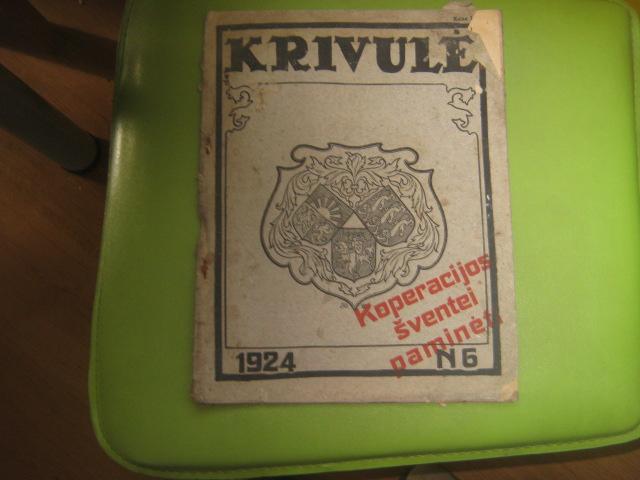 KRIVULĖ
Koperacijos
šventei
paminėti
1924 N6